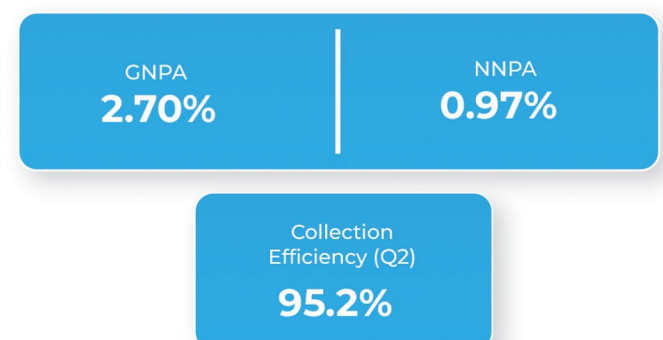 GNPA
2.70%
NNPA
0.97%
Collection
Efficiency (Q2)
95.2%